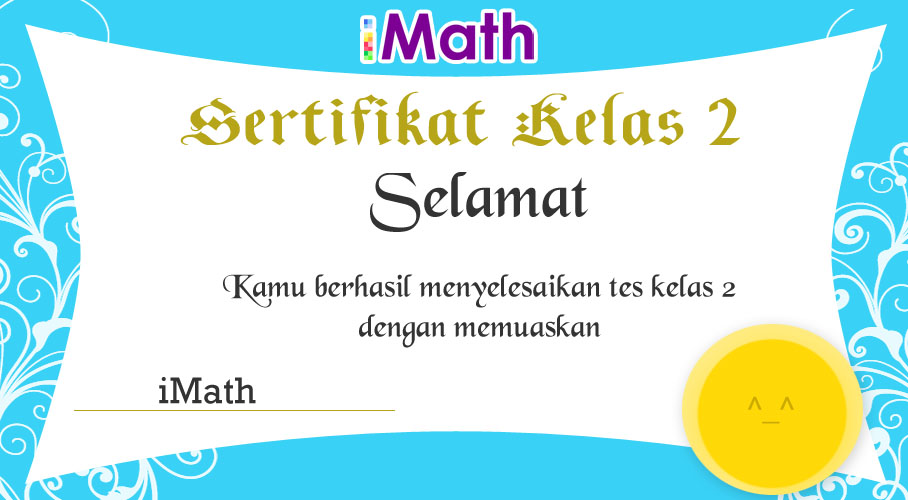 iMath
Sertifikat Kelas 2
Selamat
Kamu berhasil menyelesaikan tes kelas 2
dengan memuaskan
iMath
^_^